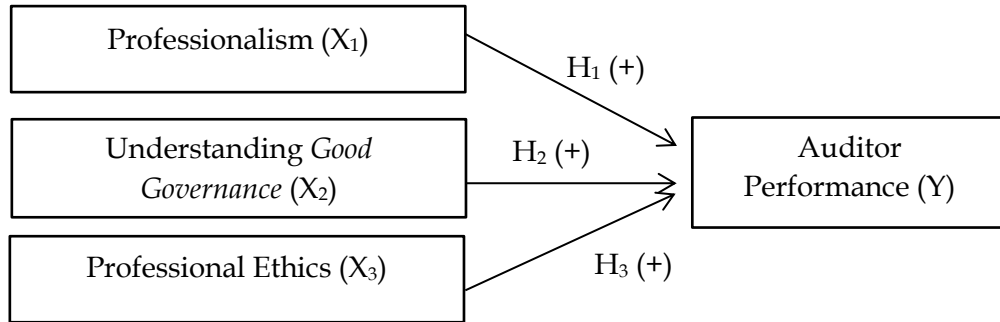 Professionalism (X₁)
H₁ (+)
Understanding Good
Governance (X₂)
H₂ (+)
Auditor
Performance (Y)
Professional Ethics (X₃)
H₃ (+)